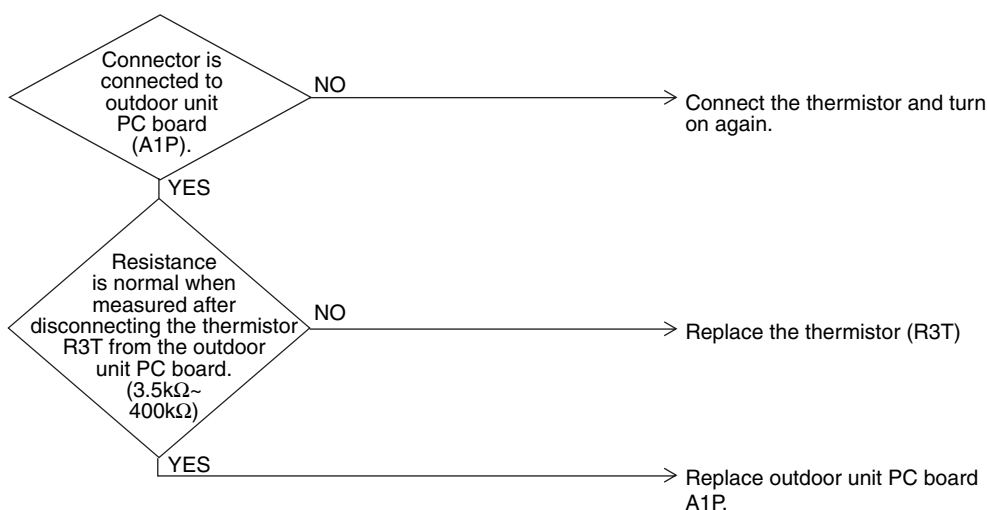 Connector is
connected to
outdoor unit
PC board
(A1P).
NO
Connect the thermistor and turn
on again.
YES
Resistance
is normal when
measured after
disconnecting the thermistor
R3T from the outdoor
unit PC board.
(3.5kΩ~
400kΩ)
NO
Replace the thermistor (R3T)
YES
Replace outdoor unit PC board
A1P.